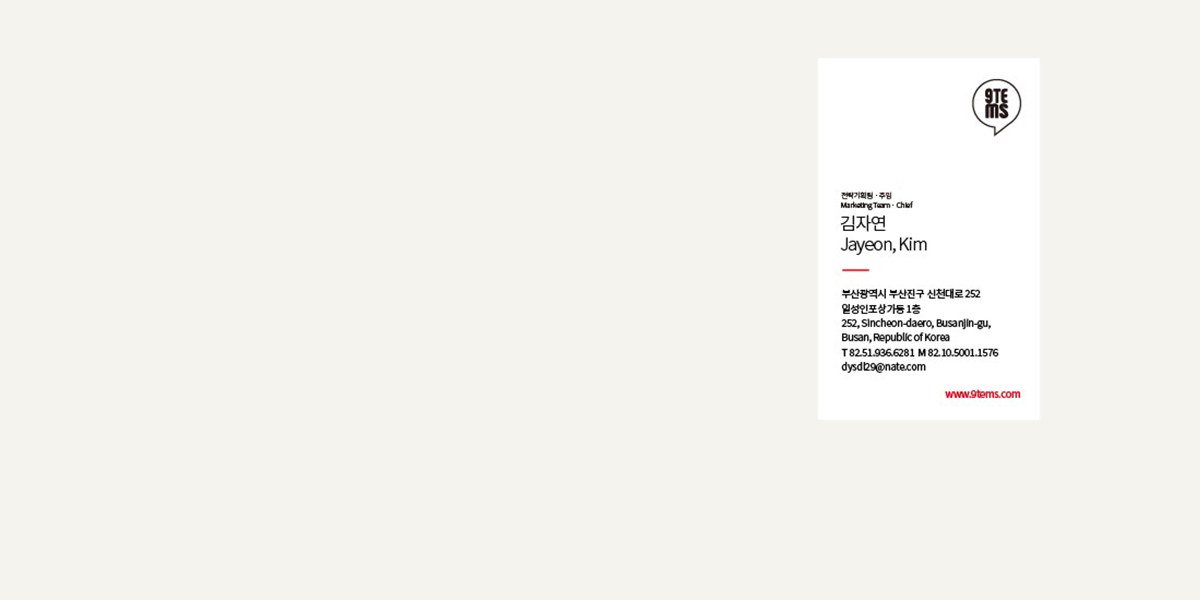 9TE
MS
전략기획팀 · 주임
Marketing Team · Chief
김자연
Jayeon, Kim
부산광역시 부산진구 신천대로 252
일성인포상가동 1층
252, Sincheon-daero, Busanjin-gu,
Busan, Republic of Korea
T 82.51.936.6281 M 82.10.5001.1576
dysdl29@nate.com
www.9tems.com